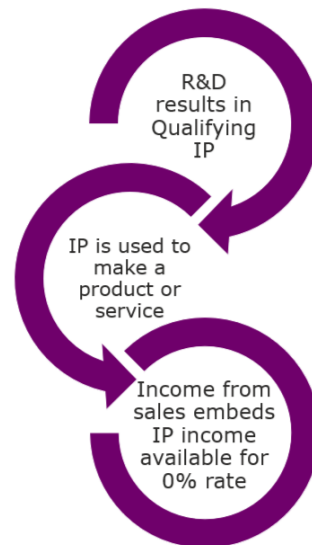 R&D
results in
Qualifying
IP
IP is used to
make a
product or
service
Income from
sales embeds
IP income
available for
0% rate